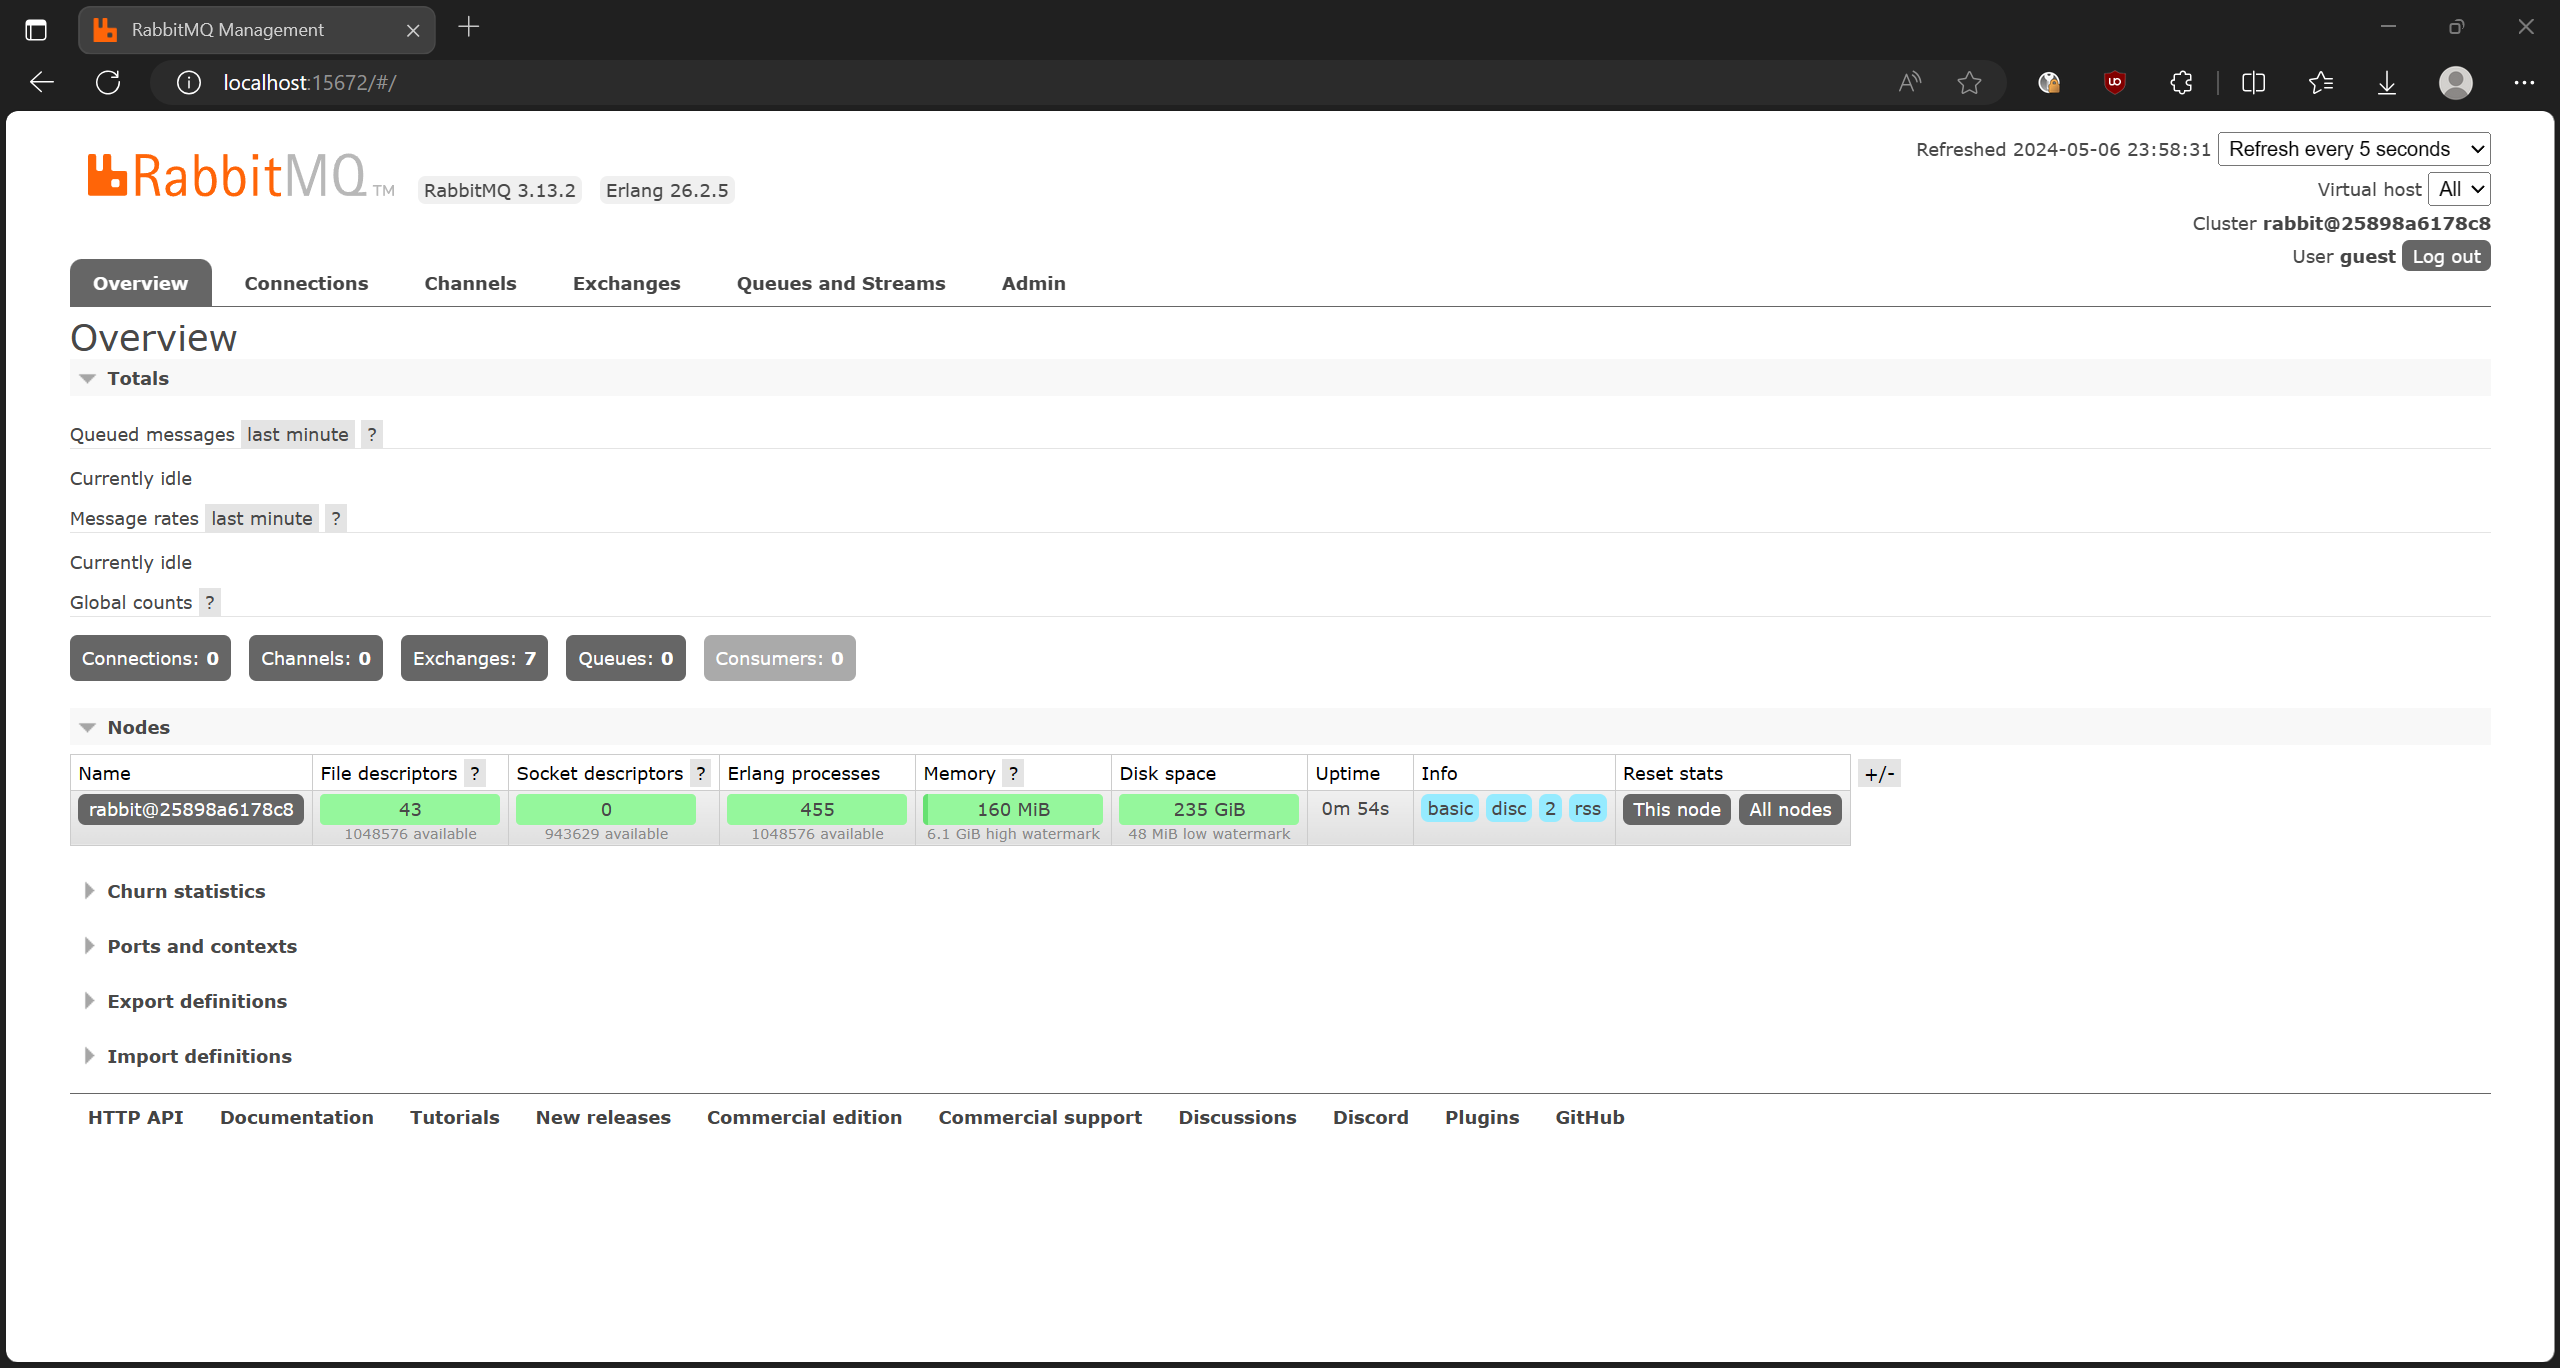 RabbitMQ Management
localhost:15672/#/
RabbitMQ TM RabbitMQ 3.13.2 Erlang 26.2.5
Refreshed 2024-05-06 23:58:31 Refresh every 5 seconds
Virtual host All
Cluster rabbit@25898a6178c8
User guest Log out
Overview Connections Channels Exchanges Queues and Streams Admin
Overview
Totals
Queued messages last minute ?
Currently idle
Message rates last minute ?
Currently idle
Global counts ?
Connections: 0 Channels: 0 Exchanges: 7 Queues: 0 Consumers: 0
Nodes
Name File descriptors ? Socket descriptors ? Erlang processes Memory ? Disk space Uptime Info Reset stats +/-
rabbit@25898a6178c8 43 0 455 160 MiB 235 GiB 0m 54s basic disc 2 rss This node All nodes
1048576 available 943629 available 1048576 available 6.1 GiB high watermark 48 MiB low watermark
Churn statistics
Ports and contexts
Export definitions
Import definitions
HTTP API Documentation Tutorials New releases Commercial edition Commercial support Discussions Discord Plugins GitHub